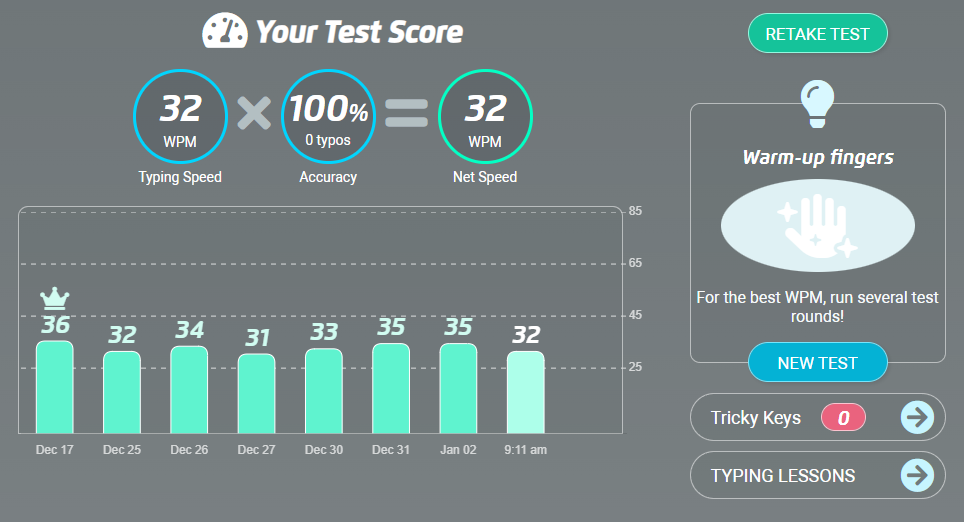 Your Test Score
32
WPM
Typing Speed
100%
0 typos
Accuracy
32
WPM
Net Speed
85
65
45
25
36
32
34
31
33
35
35
32
Dec 17
Dec 25
Dec 26
Dec 27
Dec 30
Dec 31
Jan 02
9:11 am
RETAKE TEST
Warm-up fingers
For the best WPM, run several test
rounds!
NEW TEST
Tricky Keys 0
TYPING LESSONS